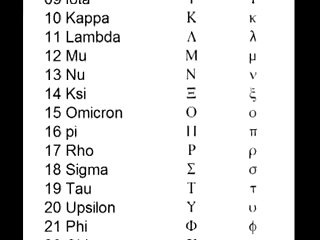 10 Kappa Κ κ
11 Lambda Λ λ
12 Mu Μ μ
13 Nu Ν ν
14 Ksi Ξ ξ
15 Omicron Ο ο
16 pi Π π
17 Rho Ρ ρ
18 Sigma Σ σ
19 Tau Τ τ
20 Upsilon Υ υ
21 Phi Φ ϕ